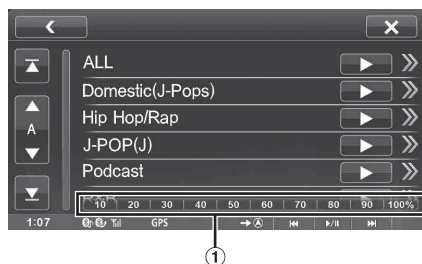 ALL
Domestic(J-Pops)
Hip Hop/Rap
J-POP(J)
A
Podcast
10 20 30 40 50 60 70 80 90 100%
1:07 GPS
1